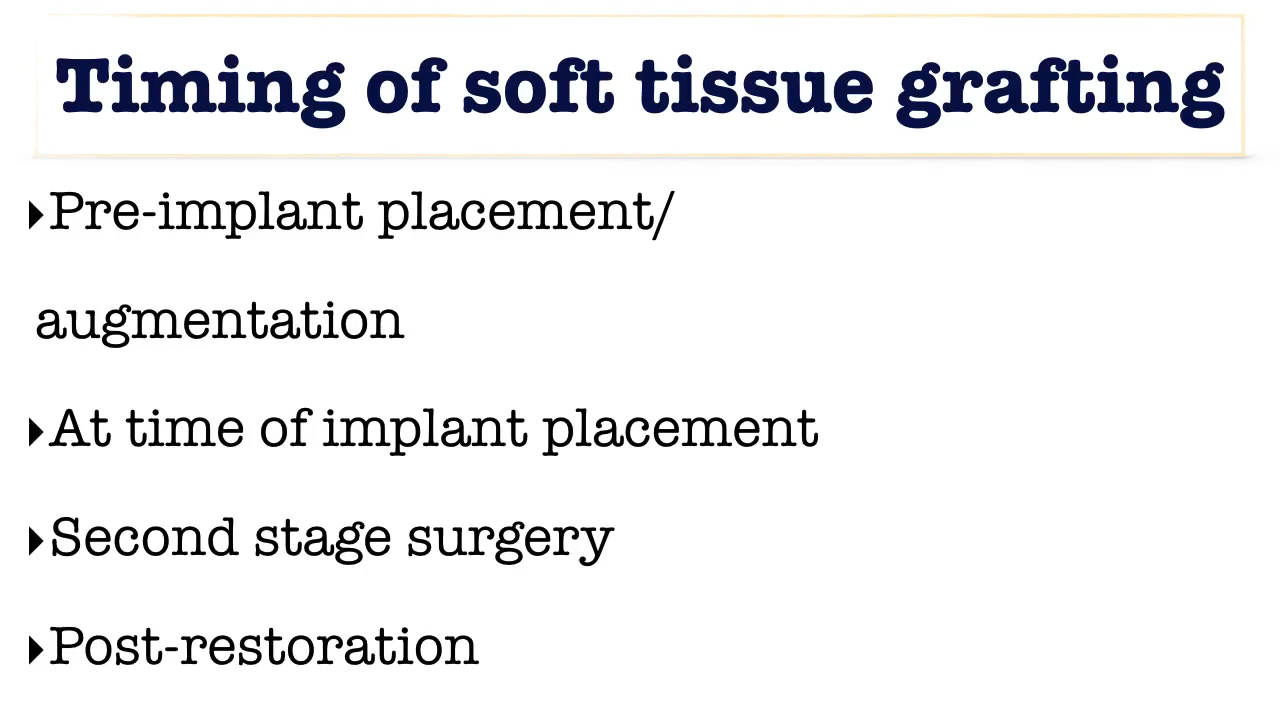 Timing of soft tissue grafting
▸Pre-implant placement/
augmentation
▸At time of implant placement
▸Second stage surgery
▸Post-restoration